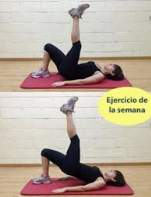 Ejercicio de
la semana